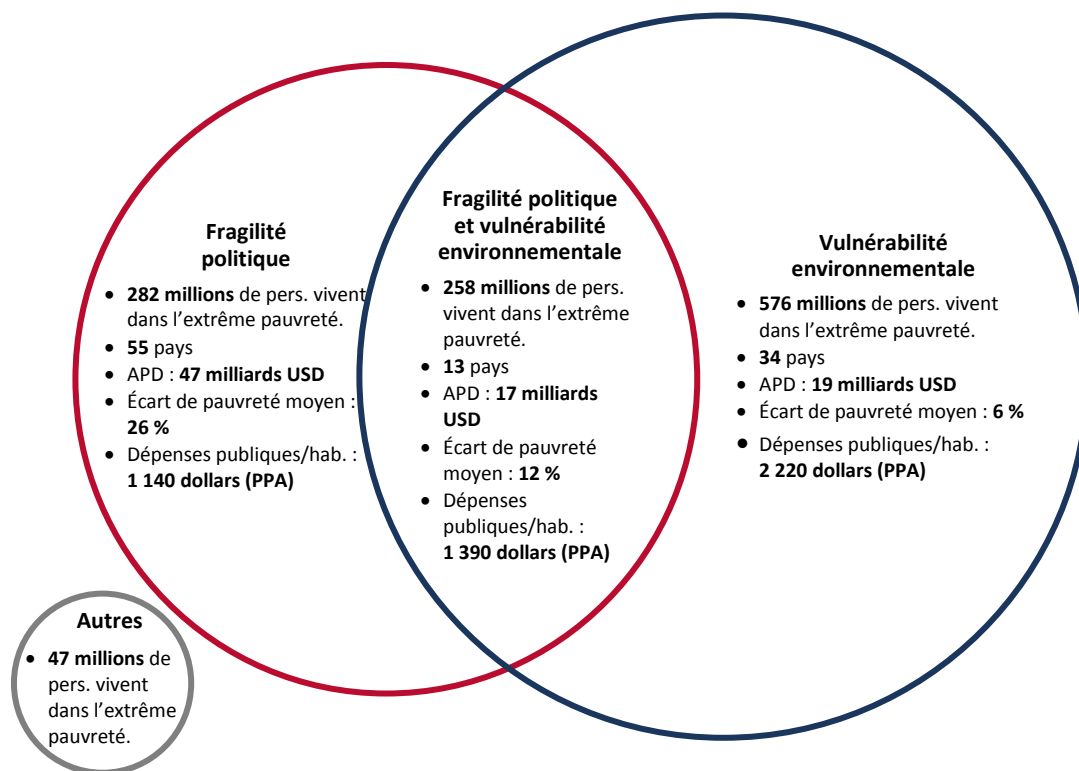 Fragilité
politique
• 282 millions de pers. vivent
dans l’extrême pauvreté.
• 55 pays
• APD : 47 milliards USD
• Écart de pauvreté moyen :
26 %
• Dépenses publiques/hab. :
1 140 dollars (PPA)
Fragilité politique
et vulnérabilité
environnementale
• 258 millions de pers.
vivent dans l’extrême
pauvreté.
• 13 pays
• APD : 17 milliards
USD
• Écart de pauvreté
moyen : 12 %
• Dépenses
publiques/hab. :
1 390 dollars (PPA)
Vulnérabilité
environnementale
• 576 millions de pers. vivent
dans l’extrême pauvreté.
• 34 pays
• APD : 19 milliards USD
• Écart de pauvreté moyen : 6 %
• Dépenses publiques/hab. :
2 220 dollars (PPA)
Autres
• 47 millions de
pers. vivent
dans l’extrême
pauvreté.